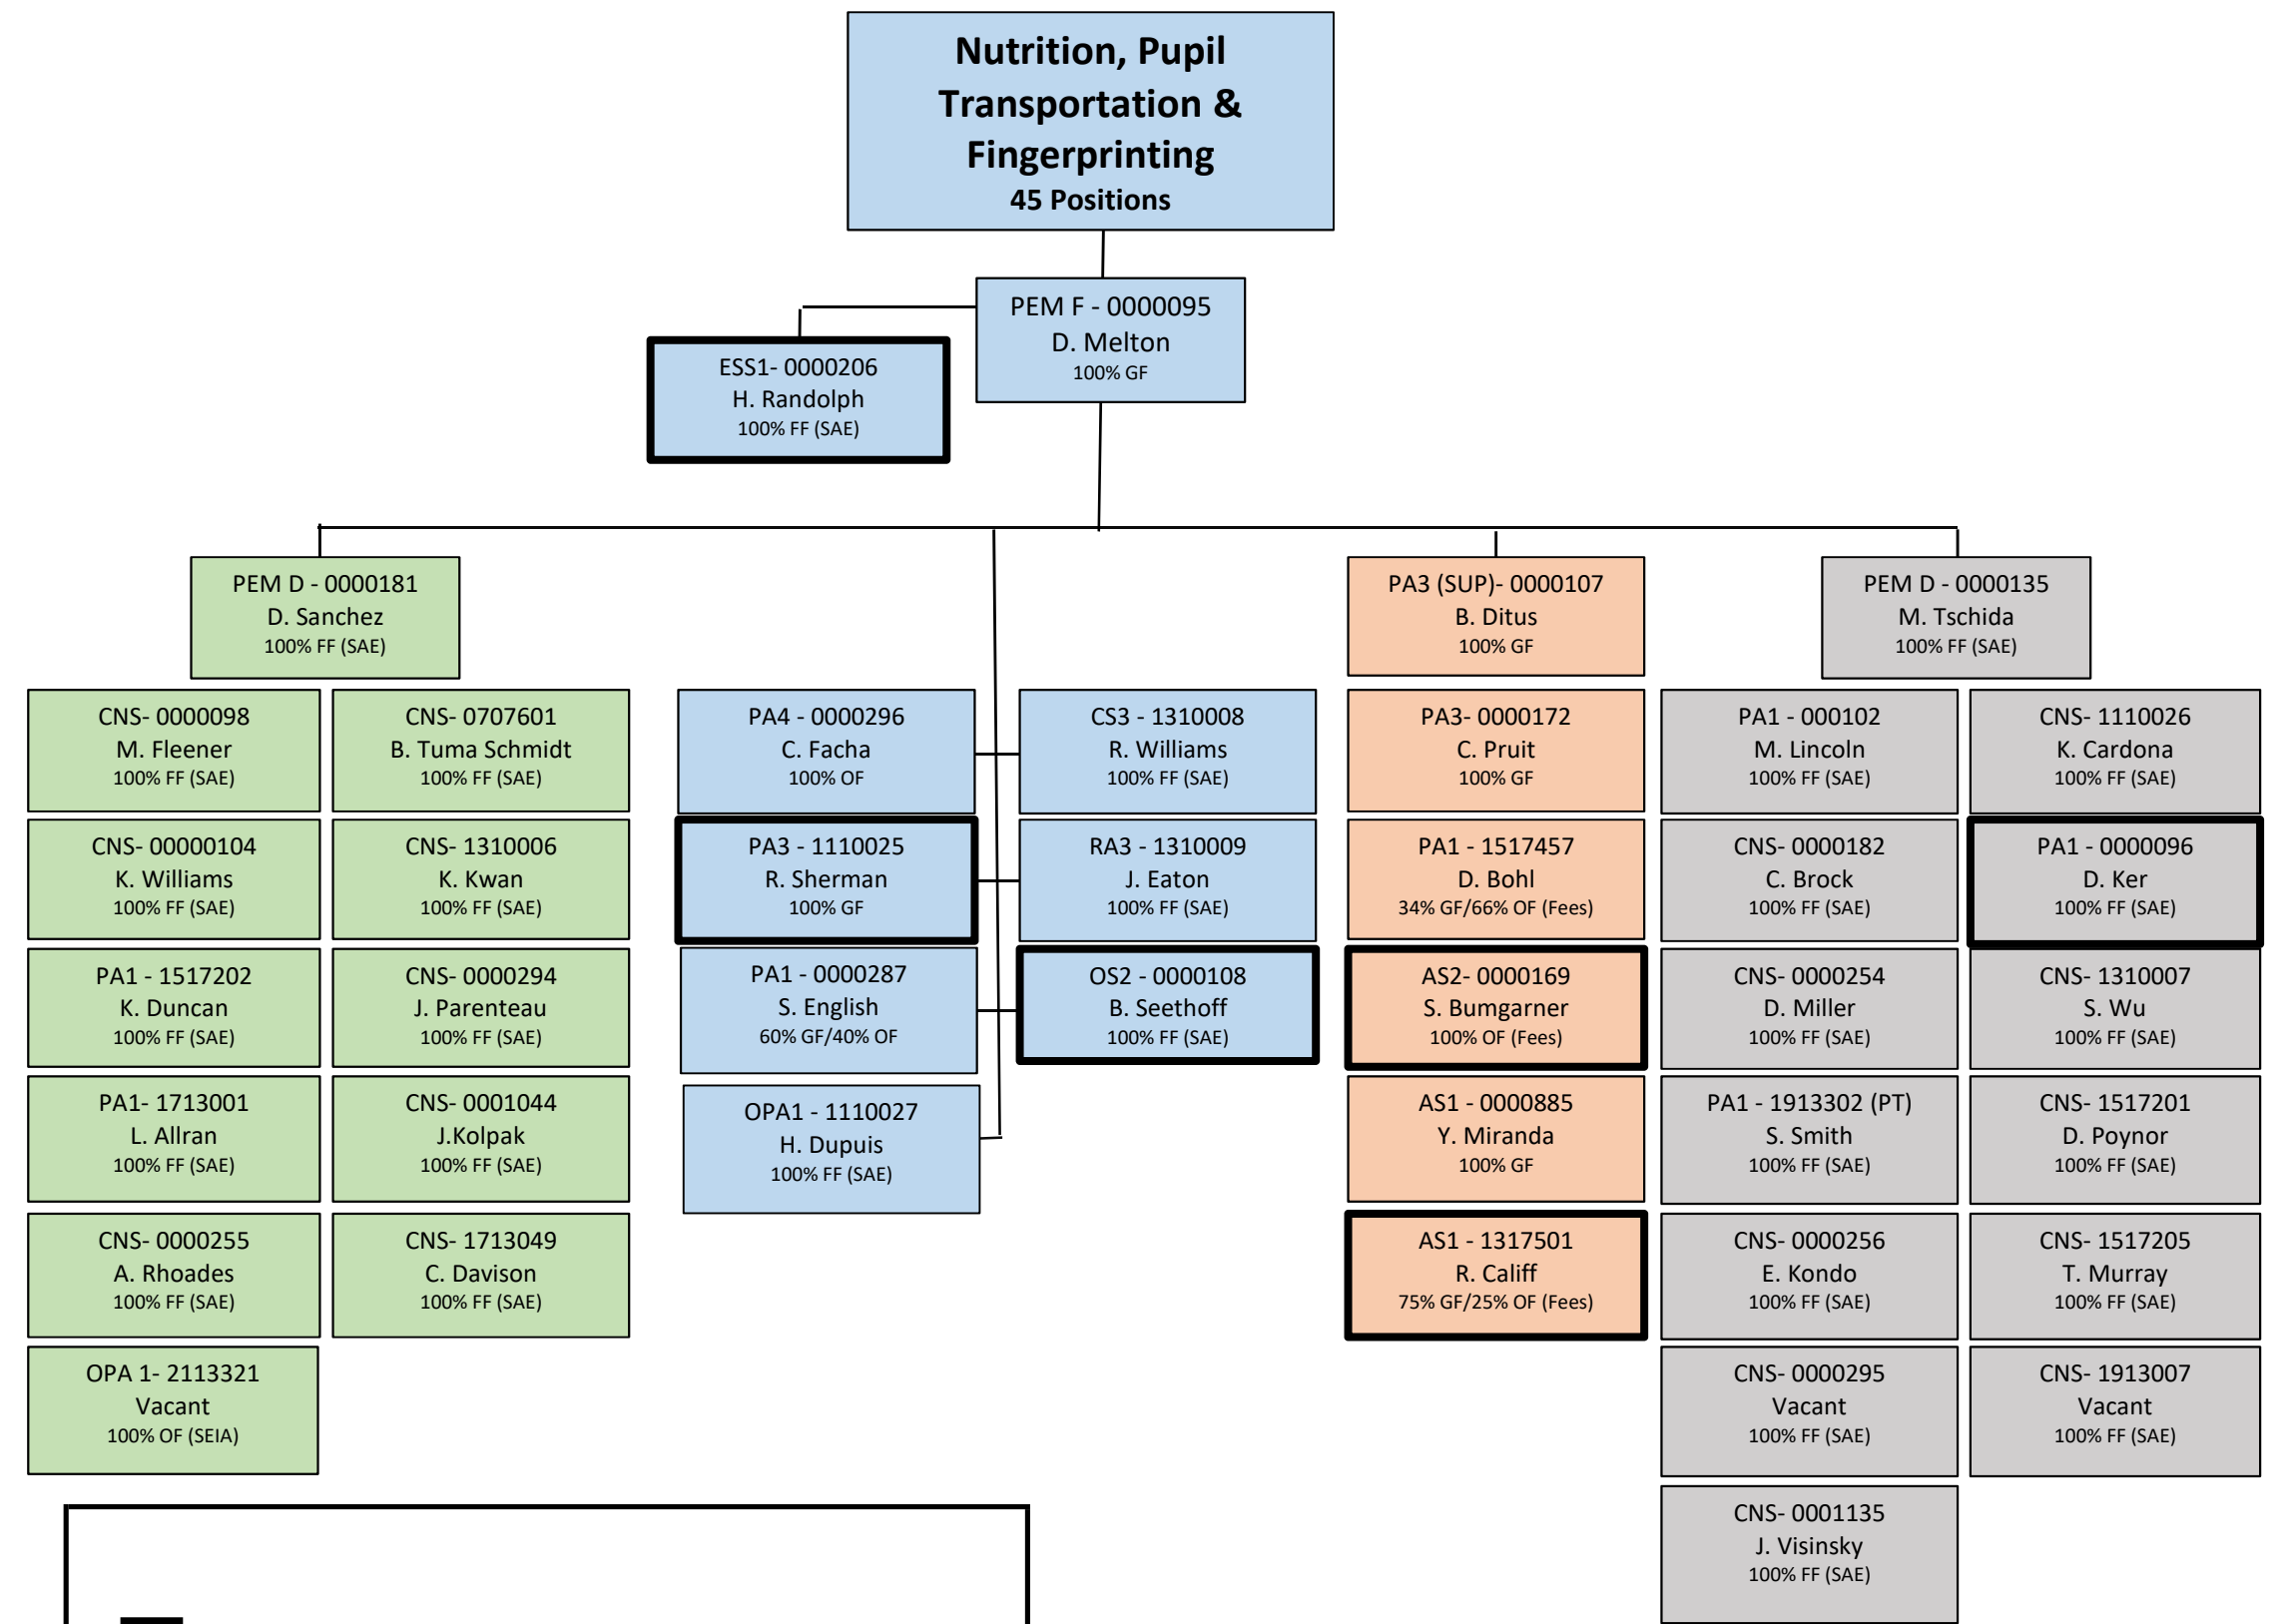 Nutrition, Pupil
Transportation &
Fingerprinting
45 Positions
PEM F - 0000095
D. Melton
100% GF
ESS1- 0000206
H. Randolph
100% FF (SAE)
PEM D - 0000181
D. Sanchez
100% FF (SAE)
CNS- 0000098
M. Fleener
100% FF (SAE)
CNS- 0707601
B. Tuma Schmidt
100% FF (SAE)
CNS- 00000104
K. Williams
100% FF (SAE)
CNS- 1310006
K. Kwan
100% FF (SAE)
PA1 - 1517202
K. Duncan
100% FF (SAE)
CNS- 0000294
J. Parenteau
100% FF (SAE)
PA1- 1713001
L. Allran
100% FF (SAE)
CNS- 0001044
J.Kolpak
100% FF (SAE)
CNS- 0000255
A. Rhoades
100% FF (SAE)
CNS- 1713049
C. Davison
100% FF (SAE)
OPA 1- 2113321
Vacant
100% OF (SEIA)
PA4 - 0000296
C. Facha
100% OF
CS3 - 1310008
R. Williams
100% FF (SAE)
PA3 - 1110025
R. Sherman
100% GF
RA3 - 1310009
J. Eaton
100% FF (SAE)
PA1 - 0000287
S. English
60% GF/40% OF
OS2 - 0000108
B. Seethoff
100% FF (SAE)
OPA1 - 1110027
H. Dupuis
100% FF (SAE)
PA3 (SUP)- 0000107
B. Ditus
100% GF
PA3- 0000172
C. Pruit
100% GF
PA1 - 1517457
D. Bohl
34% GF/66% OF (Fees)
AS2- 0000169
S. Bumgarner
100% OF (Fees)
AS1 - 0000885
Y. Miranda
100% GF
AS1 - 1317501
R. Califf
75% GF/25% OF (Fees)
PEM D - 0000135
M. Tschida
100% FF (SAE)
PA1 - 000102
M. Lincoln
100% FF (SAE)
CNS- 1110026
K. Cardona
100% FF (SAE)
CNS- 0000182
C. Brock
100% FF (SAE)
PA1 - 0000096
D. Ker
100% FF (SAE)
CNS- 0000254
D. Miller
100% FF (SAE)
CNS- 1310007
S. Wu
100% FF (SAE)
PA1 - 1913302 (PT)
S. Smith
100% FF (SAE)
CNS- 1517201
D. Poynor
100% FF (SAE)
CNS- 0000256
E. Kondo
100% FF (SAE)
CNS- 1517205
T. Murray
100% FF (SAE)
CNS- 0000295
Vacant
100% FF (SAE)
CNS- 1913007
Vacant
100% FF (SAE)
CNS- 0001135
J. Visinsky
100% FF (SAE)